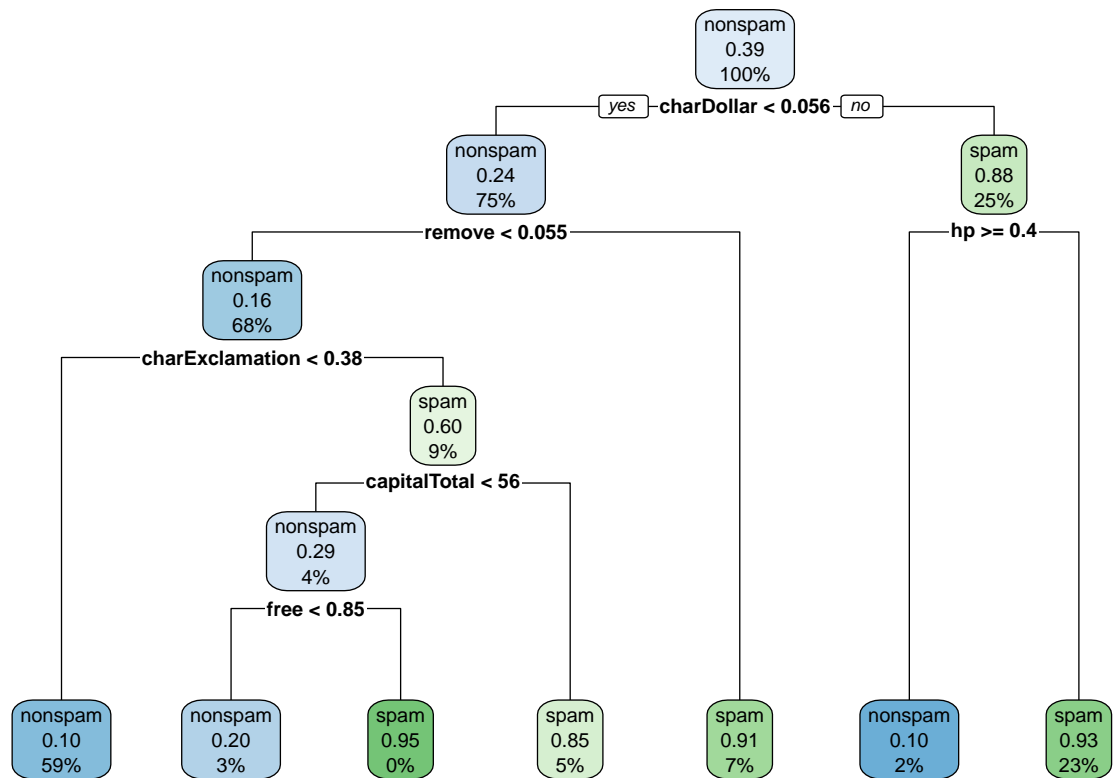 nonspam
0.39
100%
yes charDollar < 0.056 no
nonspam
0.24
75%
spam
0.88
25%
remove < 0.055
hp >= 0.4
nonspam
0.16
68%
charExclamation < 0.38
spam
0.60
9%
capitalTotal < 56
nonspam
0.29
4%
free < 0.85
nonspam
0.10
59%
nonspam
0.20
3%
spam
0.95
0%
spam
0.85
5%
spam
0.91
7%
nonspam
0.10
2%
spam
0.93
23%